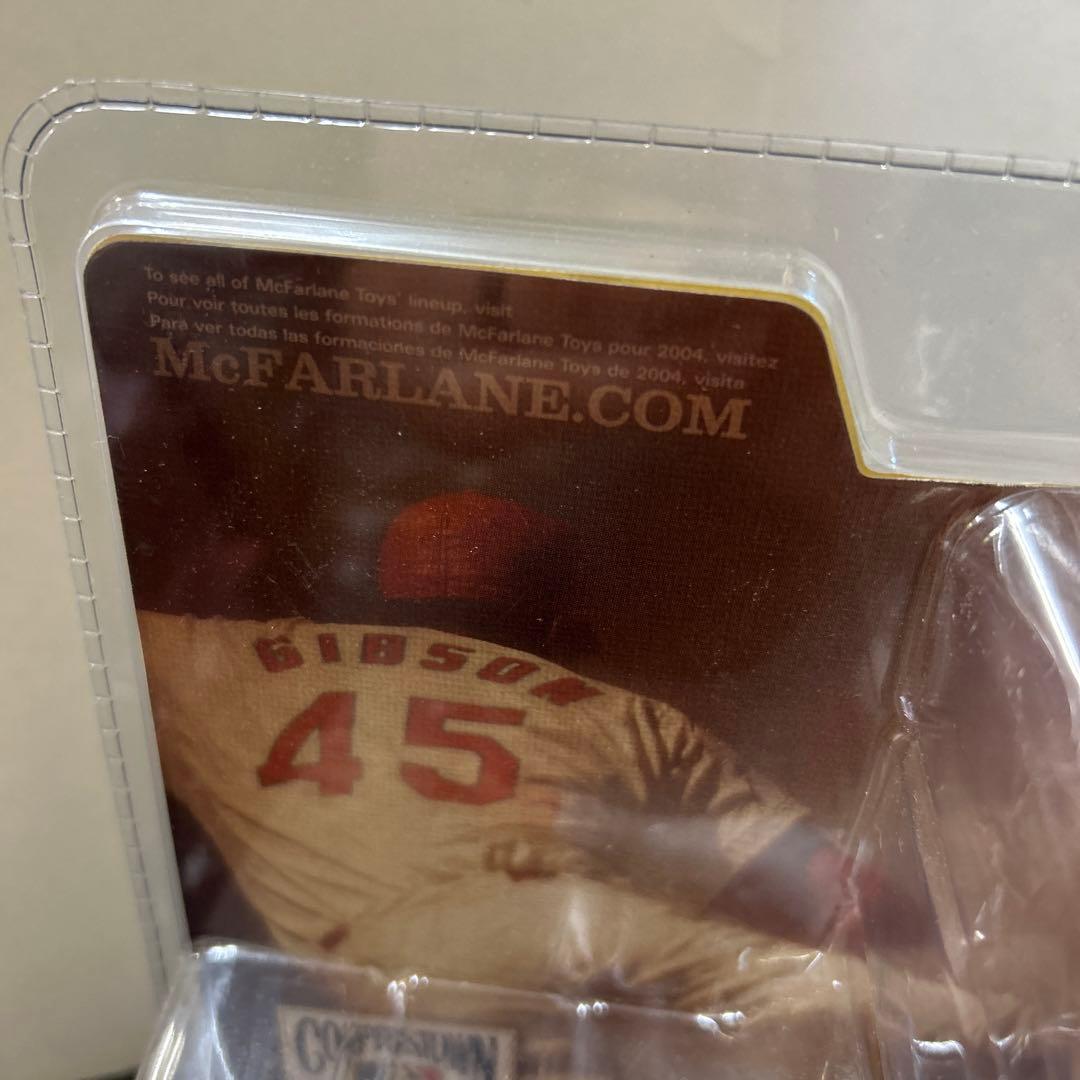 To see all of McFarlane Toys' lineup, visit
Pour voir toutes les formations de McFarlane Toys pour 2004, visitez
Para ver todas las formaciones de McFarlane Toys de 2004, visita
McFARLANE.COM
GIBSON
45
COOPERSTOWN